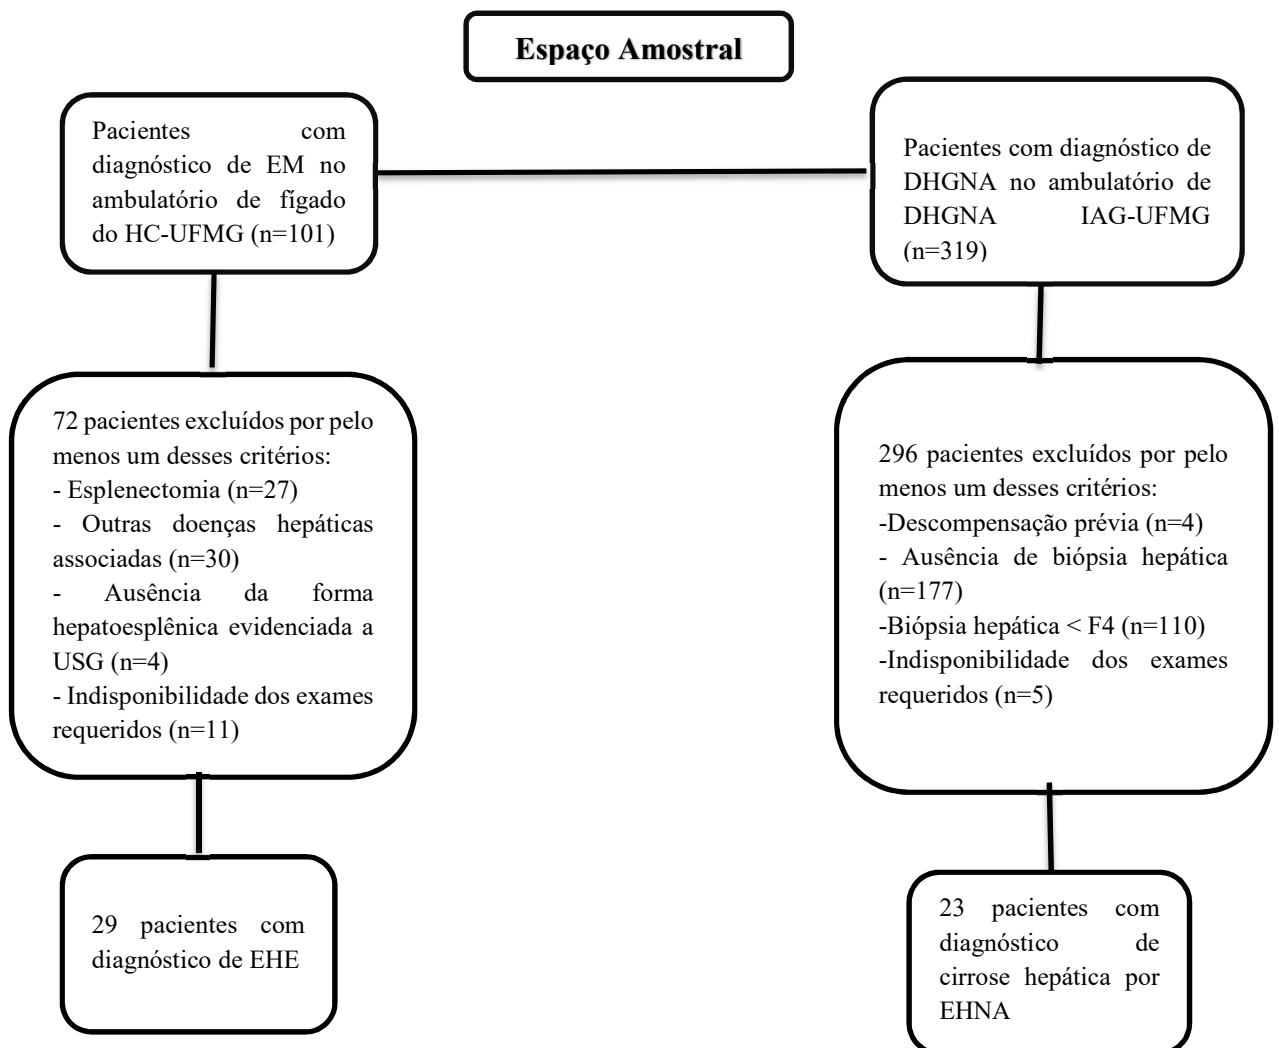 Espaço Amostral
Pacientes com
diagnóstico de EM no
ambulatório de fígado
do HC-UFMG (n=101)
Pacientes com diagnóstico de
DHGNA no ambulatório de
DHGNA IAG-UFMG
(n=319)
72 pacientes excluídos por pelo
menos um desses critérios:
- Esplenectomia (n=27)
- Outras doenças hepáticas
associadas (n=30)
- Ausência da forma
hepatoesplênica evidenciada a
USG (n=4)
- Indisponibilidade dos exames
requeridos (n=11)
296 pacientes excluídos por pelo
menos um desses critérios:
-Descompensação prévia (n=4)
- Ausência de biópsia hepática
(n=177)
-Biópsia hepática < F4 (n=110)
-Indisponibilidade dos exames
requeridos (n=5)
29 pacientes com
diagnóstico de EHE
23 pacientes com
diagnóstico de
cirrose hepática por
EHNA